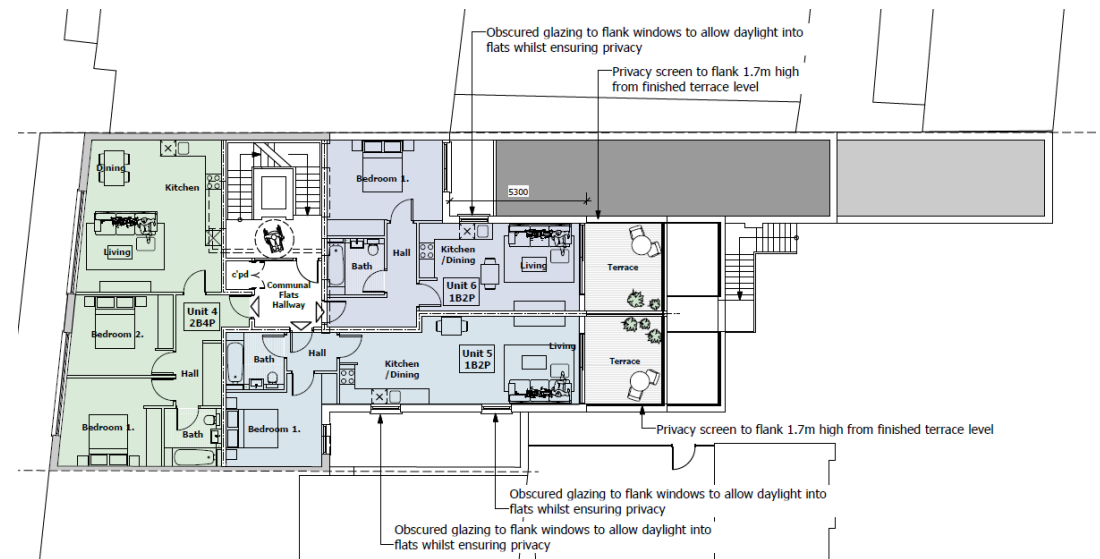 Obscured glazing to flank windows to allow daylight into
flats whilst ensuring privacy
Privacy screen to flank 1.7m high
from finished terrace level
Dining
Kitchen
Living
Bedroom 1.
5300
Kitchen
/Dining
Living
Hall
Bath
Unit 6
1B2P
Terrace
c'pd
Communal
Flats
Hallway
Unit 4
2B4P
Bedroom 2.
Hall
Bedroom 1.
Bath
Bath
Hall
Bedroom 1.
Kitchen
/Dining
Unit 5
1B2P
Living
Terrace
Privacy screen to flank 1.7m high from finished terrace level
Obscured glazing to flank windows to allow daylight into
flats whilst ensuring privacy
Obscured glazing to flank windows to allow daylight into
flats whilst ensuring privacy